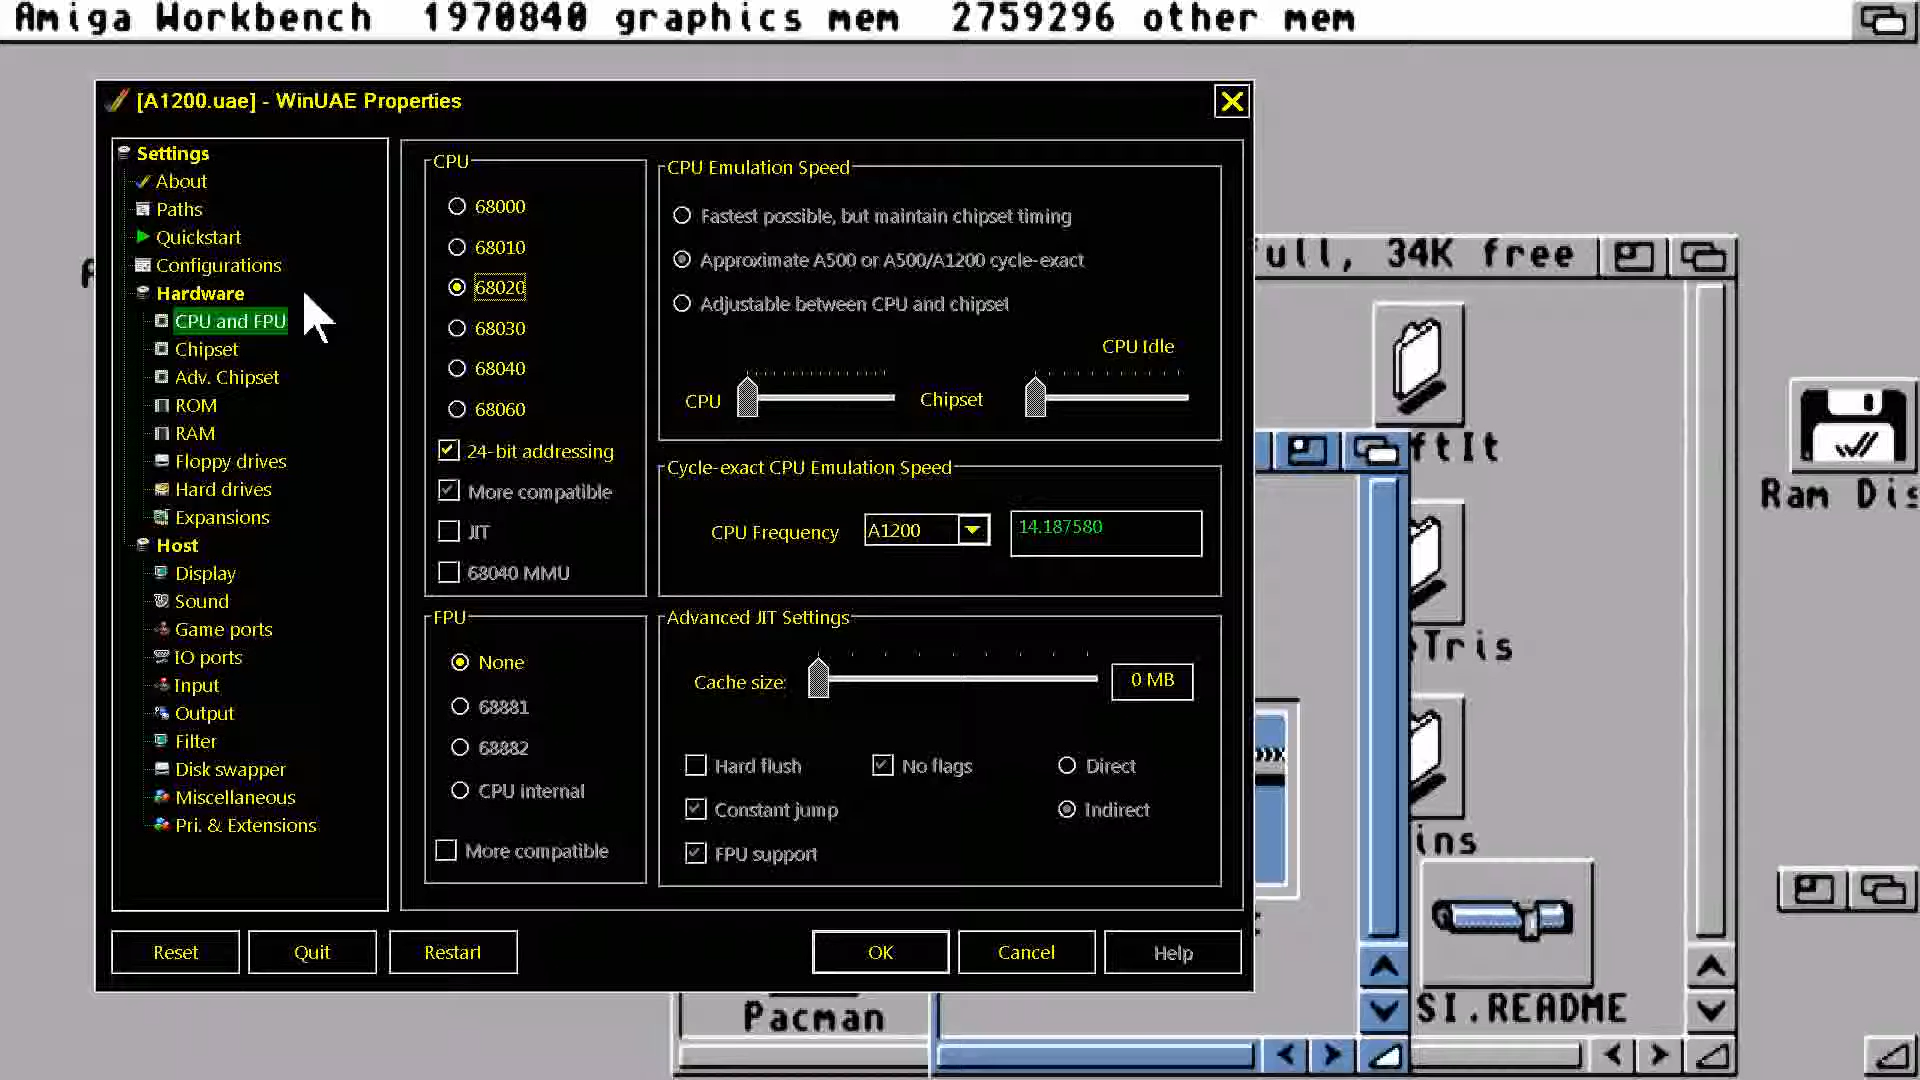 Amiga Workbench 1970840 graphics mem 2759296 other mem
[A1200.uae] - WinUAE Properties
Settings
About
Paths
Quickstart
Configurations
Hardware
CPU and FPU
Chipset
Adv. Chipset
ROM
RAM
Floppy drives
Hard drives
Expansions
Host
Display
Sound
Game ports
IO ports
Input
Output
Filter
Disk swapper
Miscellaneous
Pri. & Extensions
CPU
68000
68010
68020
68030
68040
68060
24-bit addressing
More compatible
JIT
68040 MMU
FPU
None
68881
68882
CPU internal
More compatible
CPU Emulation Speed
Fastest possible, but maintain chipset timing
Approximate A500 or A500/A1200 cycle-exact
Adjustable between CPU and chipset
CPU Idle
CPU
Chipset
Cycle-exact CPU Emulation Speed
CPU Frequency A1200 14.187580
Advanced JIT Settings
Cache size: 0 MB
Hard flush No flags Direct
Constant jump Indirect
FPU support
Reset Quit Restart OK Cancel Help
ull, 34K free
ftIt
Tris
ins
SI.README
Pacman
Ram Dis